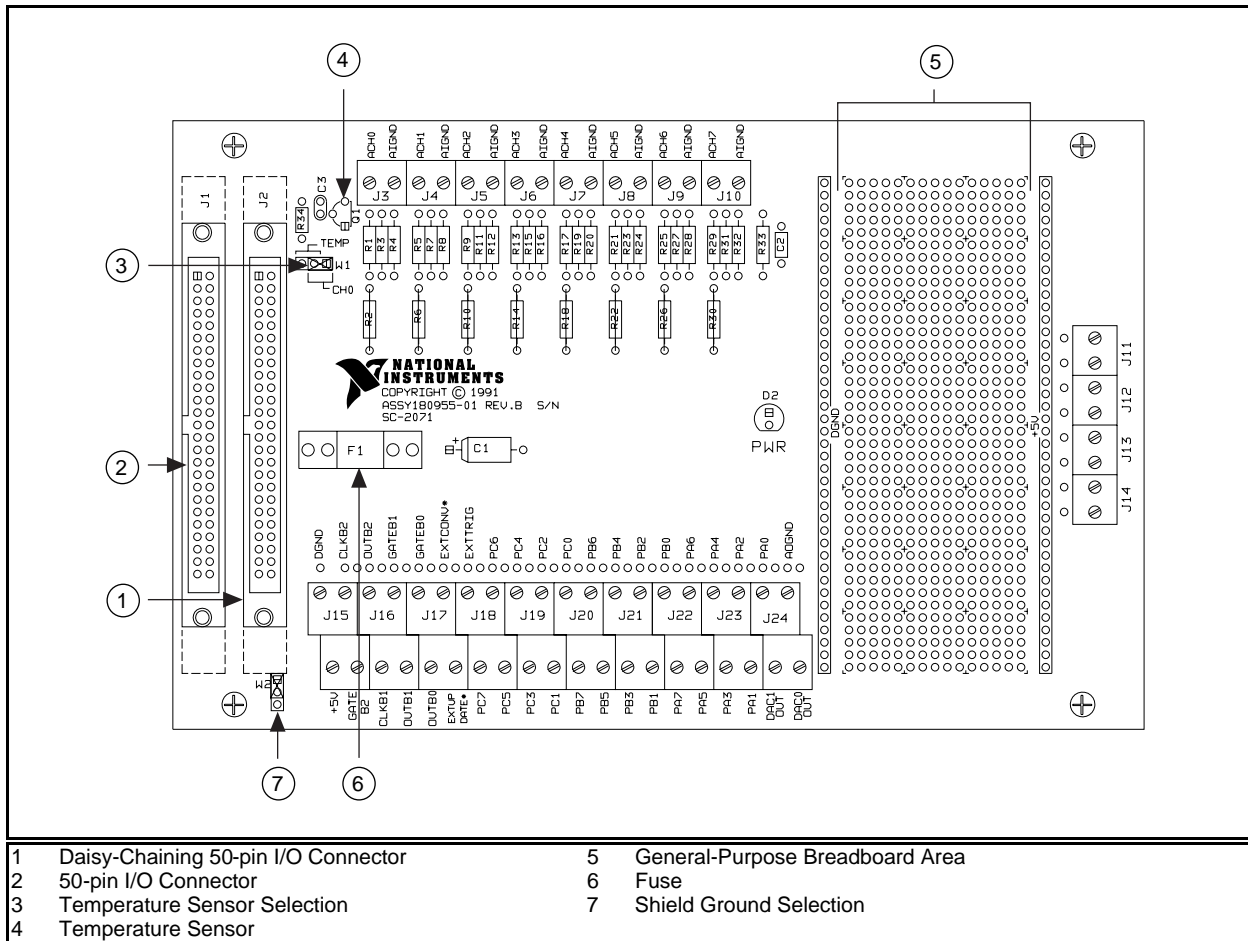 4
5
ACH0 AIGND ACH1 AIGND ACH2 AIGND ACH3 AIGND ACH4 AIGND ACH5 AIGND ACH6 AIGND ACH7 AIGND
J1 J2
R34 C3 Q1
J3 J4 J5 J6 J7 J8 J9 J10
TEMP
3
W1
CH0
R1 R3 R4 R5 R7 R8 R9 R11 R12 R13 R15 R16 R17 R19 R20 R21 R23 R24 R25 R27 R28 R29 R31 R32 R33 C2
R2 R6 R10 R14 R18 R22 R26 R30
NATIONAL
INSTRUMENTS
COPYRIGHT © 1991
ASSY180955-01 REV.B S/N
SC-2071
D2
PWR
DGND
+5V
J11
J12
J13
J14
2
F1
C1
DGND CLKB2 OUTB2 GATEB1 GATEB0 EXTCONV* EXTTRIG PC6 PC4 PC2 PC0 PB6 PB4 PB2 PB0 PA6 PA4 PA2 PA0 AOGND
1
J15 J16 J17 J18 J19 J20 J21 J22 J23 J24
W2
+5V GATE B2 CLKB1 OUTB1 OUTB0 EXTUP DATE* PC7 PC5 PC3 PC1 PB7 PB5 PB3 PB1 PA7 PA5 PA3 PA1 DAC1 OUT DAC0 OUT
7
6
1 Daisy-Chaining 50-pin I/O Connector
2 50-pin I/O Connector
3 Temperature Sensor Selection
4 Temperature Sensor
5 General-Purpose Breadboard Area
6 Fuse
7 Shield Ground Selection